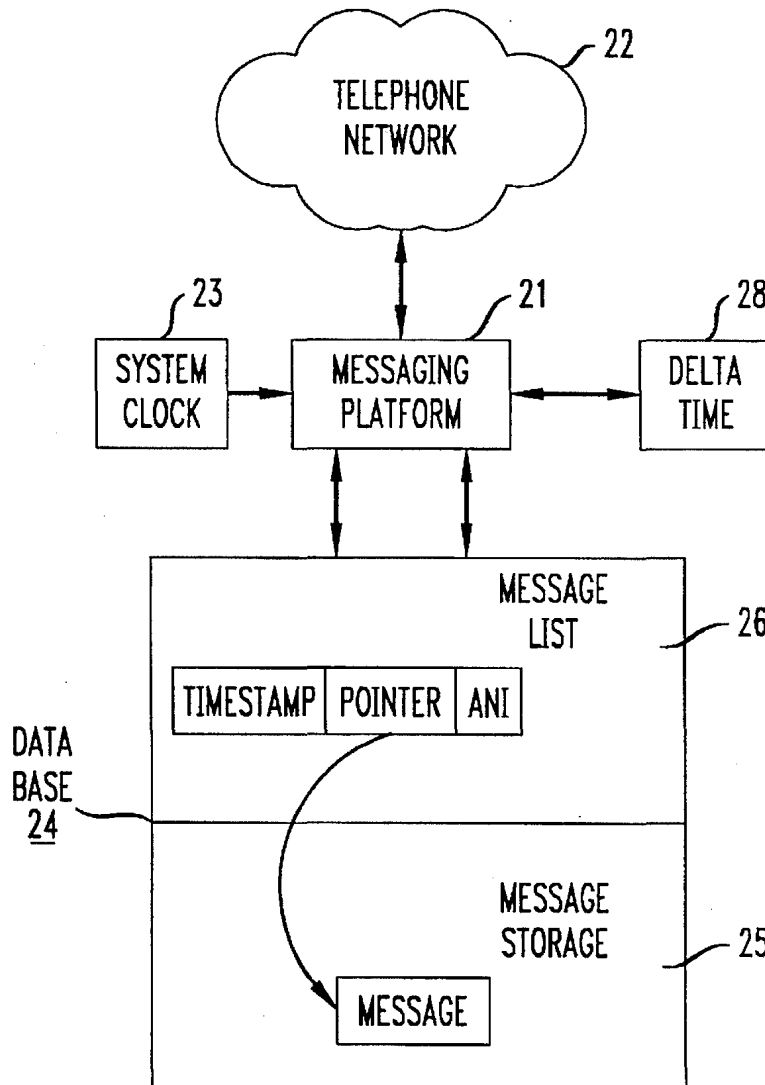 22
TELEPHONE
NETWORK
23
21
28
SYSTEM
CLOCK
MESSAGING
PLATFORM
DELTA
TIME
MESSAGE
LIST
26
TIMESTAMP POINTER ANI
DATA
BASE
24
MESSAGE
STORAGE
25
MESSAGE